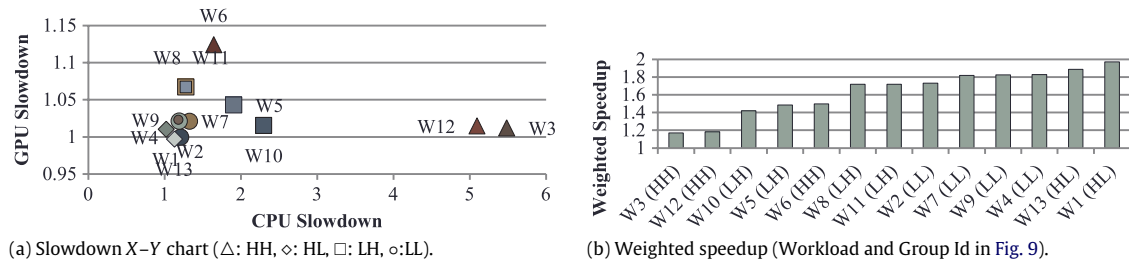 W6
1.15
W8 W11
1.1
GPU Slowdown
1.05
W5
W9
W7
W12
W3
1
W4
W2
W1
W10
W13
0.95
0 1 2 3 4 5 6
CPU Slowdown
(a) Slowdown X–Y chart (△: HH, ⋄: HL, □: LH, ○:LL).
Weighted Speedup
2
1.8
1.6
1.4
1.2
1
W3 (HH)
W12 (HH)
W10 (LH)
W5 (LH)
W6 (HH)
W8 (LH)
W11 (LH)
W2 (LL)
W7 (LL)
W9 (LL)
W4 (LL)
W13 (HL)
W1 (HL)
(b) Weighted speedup (Workload and Group Id in Fig. 9).